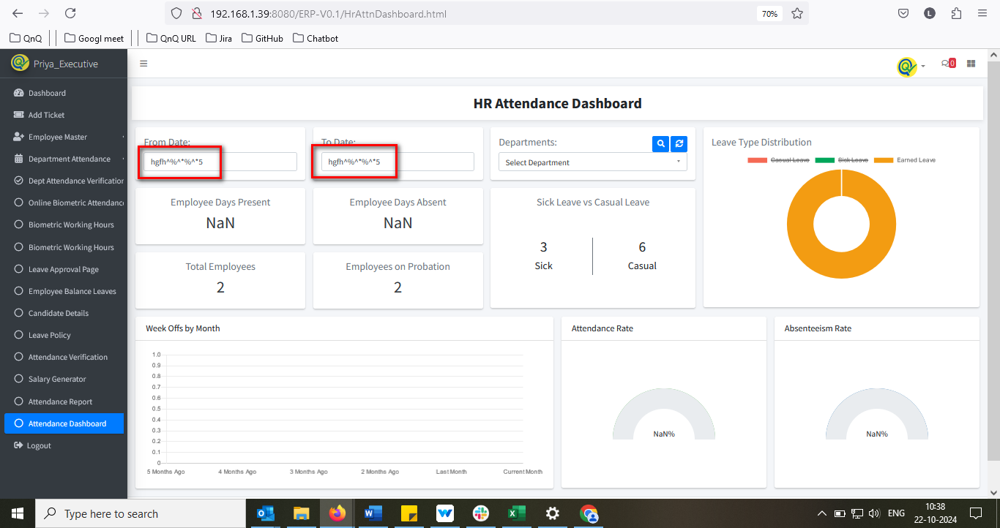 192.168.1.39:8080/ERP-V0.1/HrAttnDashboard.html
70%
L
QnQ
Googl meet
QnQ URL
Jira
GitHub
Chatbot
Priya_Executive
0
Dashboard
Add Ticket
Employee Master
Department Attendance
Dept Attendance Verification
Online Biometric Attendanc
Biometric Working Hours
Biometric Working Hours
Leave Approval Page
Employee Balance Leaves
Candidate Details
Leave Policy
Attendance Verification
Salary Generator
Attendance Report
Attendance Dashboard
Logout
HR Attendance Dashboard
From Date:
hgfh^%^*%^*5
To Date:
hgfh^%^*%^*5
Departments:
Select Department
Leave Type Distribution
Casual Leave
Sick Leave
Earned Leave
Employee Days Present
NaN
Employee Days Absent
NaN
Sick Leave vs Casual Leave
3
Sick
6
Casual
Total Employees
2
Employees on Probation
2
Week Offs by Month
1.0
0.9
0.8
0.7
0.6
0.5
0.4
0.3
0.2
0.1
0
5 Months Ago
4 Months Ago
3 Months Ago
2 Months Ago
Last Month
Current Month
Attendance Rate
NaN%
Absenteeism Rate
NaN%
Type here to search
ENG
10:38
22-10-2024